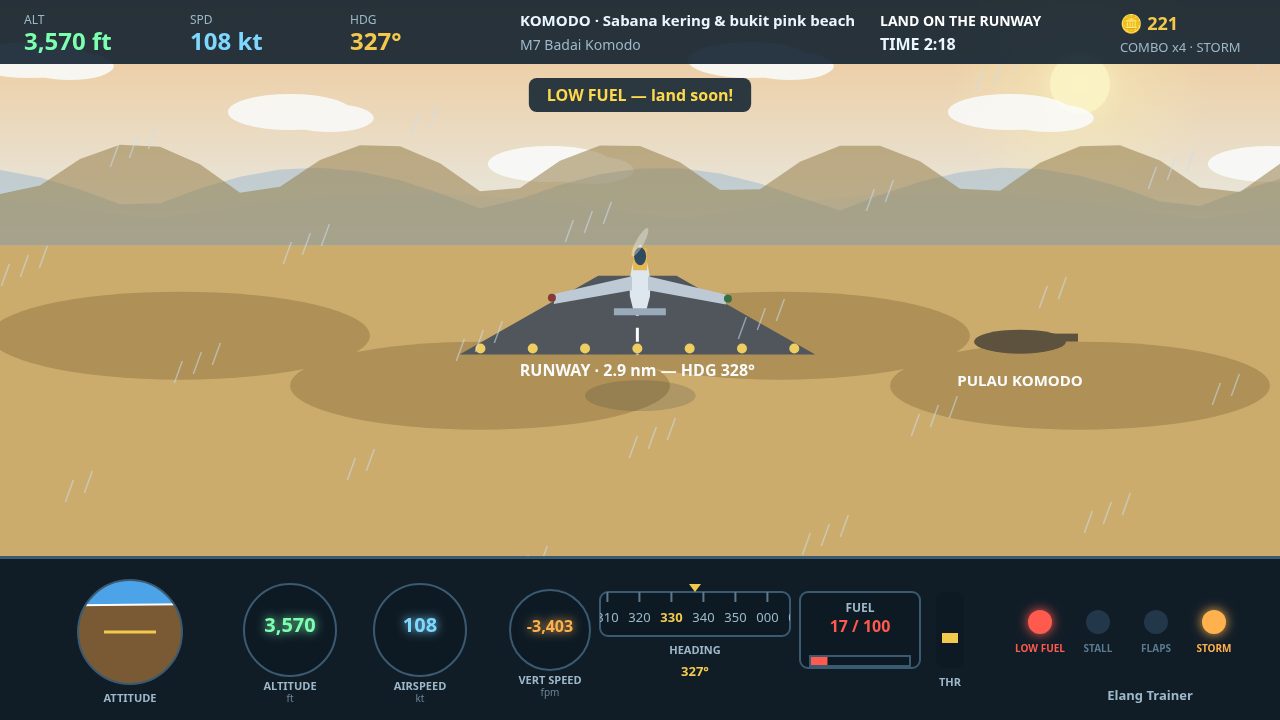 ALT
3,570 ft
SPD
108 kt
HDG
327°
KOMODO · Sabana kering & bukit pink beach
M7 Badai Komodo
LAND ON THE RUNWAY
TIME 2:18
221
COMBO x4 · STORM
LOW FUEL — land soon!
RUNWAY · 2.9 nm — HDG 328°
PULAU KOMODO
ATTITUDE
3,570
ALTITUDE
ft
108
AIRSPEED
kt
-3,403
VERT SPEED
fpm
310 320 330 340 350 000
HEADING
327°
FUEL
17 / 100
THR
LOW FUEL
STALL
FLAPS
STORM
Elang Trainer